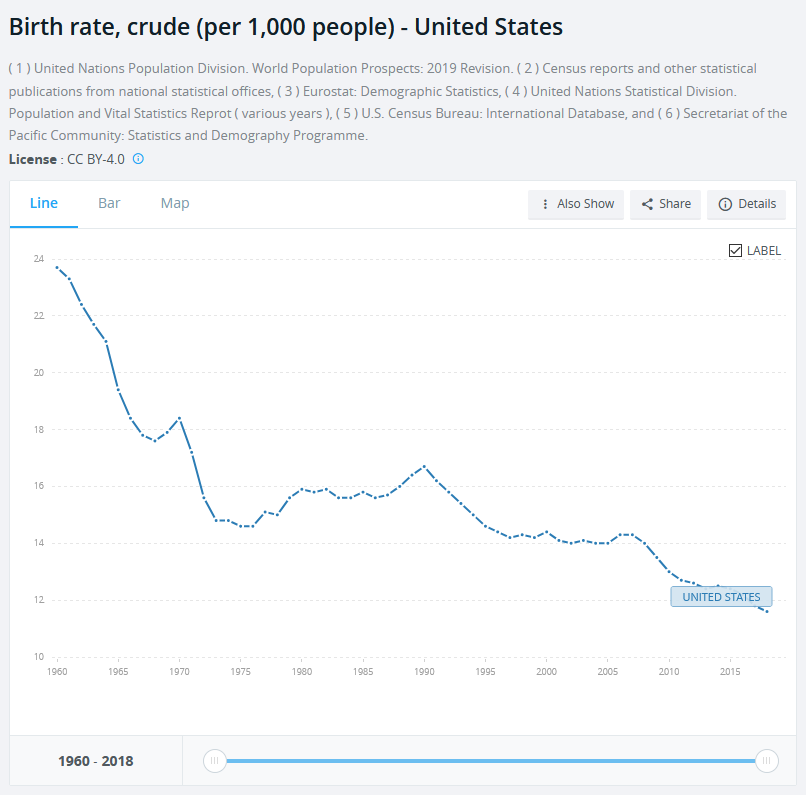 Birth rate, crude (per 1,000 people) - United States
( 1 ) United Nations Population Division. World Population Prospects: 2019 Revision. ( 2 ) Census reports and other statistical
publications from national statistical offices, ( 3 ) Eurostat: Demographic Statistics, ( 4 ) United Nations Statistical Division.
Population and Vital Statistics Reprot ( various years ), ( 5 ) U.S. Census Bureau: International Database, and ( 6 ) Secretariat of the
Pacific Community: Statistics and Demography Programme.
License : CC BY-4.0
Line Bar Map Also Show Share Details
LABEL
24
22
20
18
16
14
12
10
UNITED STATES
1960 1965 1970 1975 1980 1985 1990 1995 2000 2005 2010 2015
1960 - 2018